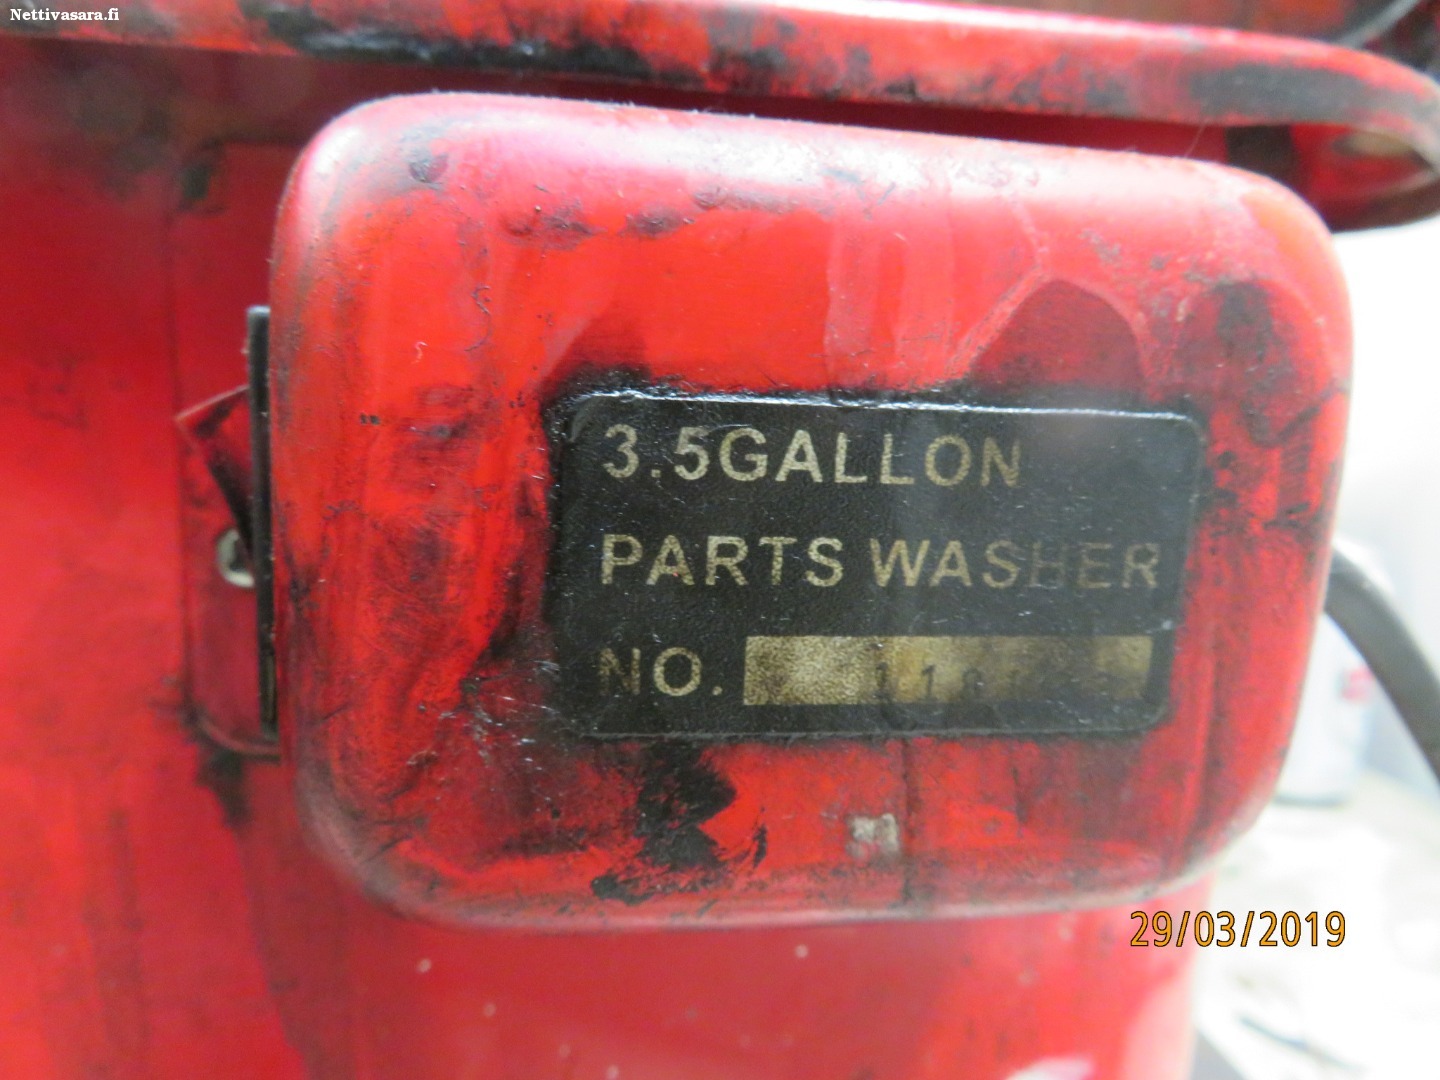 Nettivasara.fi
3.5GALLON
PARTS WASHER
NO.
29/03/2019